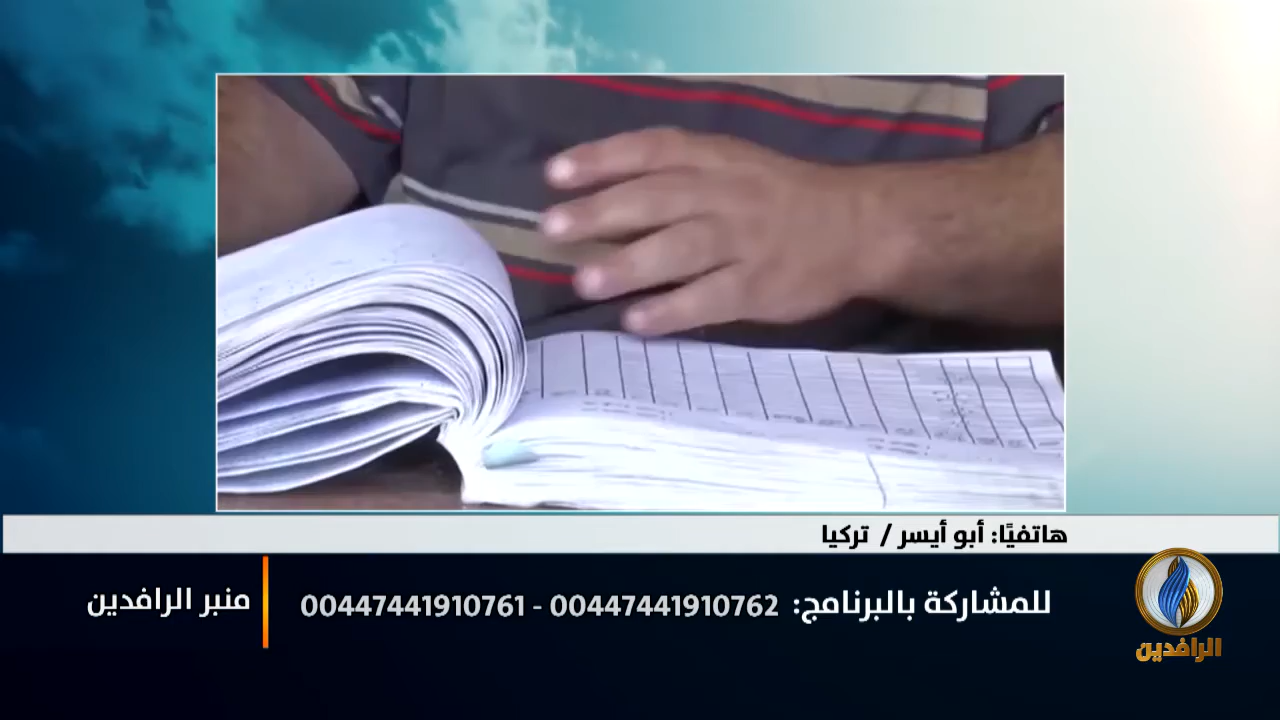 هاتفيًا: أبو أيسر / تركيا
للمشاركة بالبرنامج: 00447441910762 - 00447441910761
منبر الرافدين
الرافدين